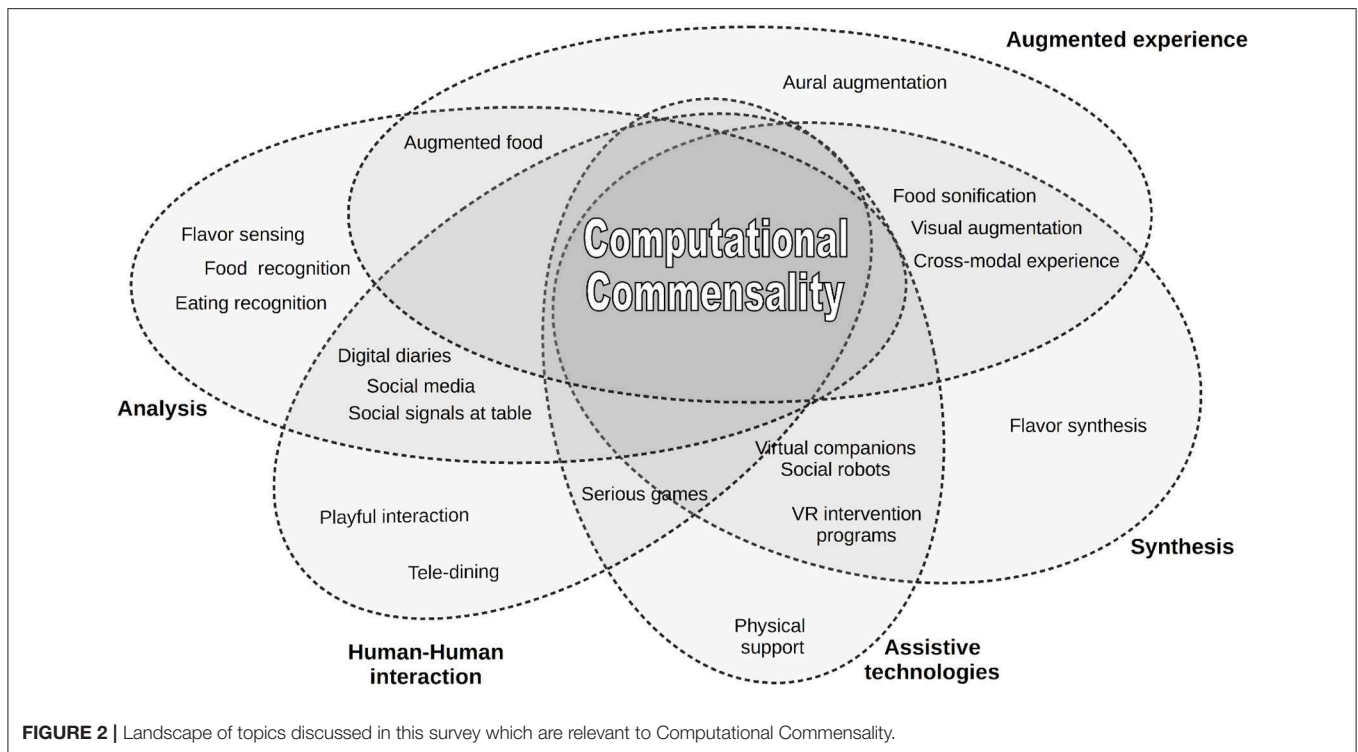 Augmented experience
Aural augmentation
Augmented food
Food sonification
Visual augmentation
Cross-modal experience
Flavor sensing
Food recognition
Eating recognition
Computational
Commensality
Digital diaries
Social media
Social signals at table
Analysis
Flavor synthesis
Virtual companions
Social robots
Serious games
VR intervention
programs
Playful interaction
Synthesis
Tele-dining
Physical
support
Human-Human
interaction
Assistive
technologies
FIGURE 2 | Landscape of topics discussed in this survey which are relevant to Computational Commensality.